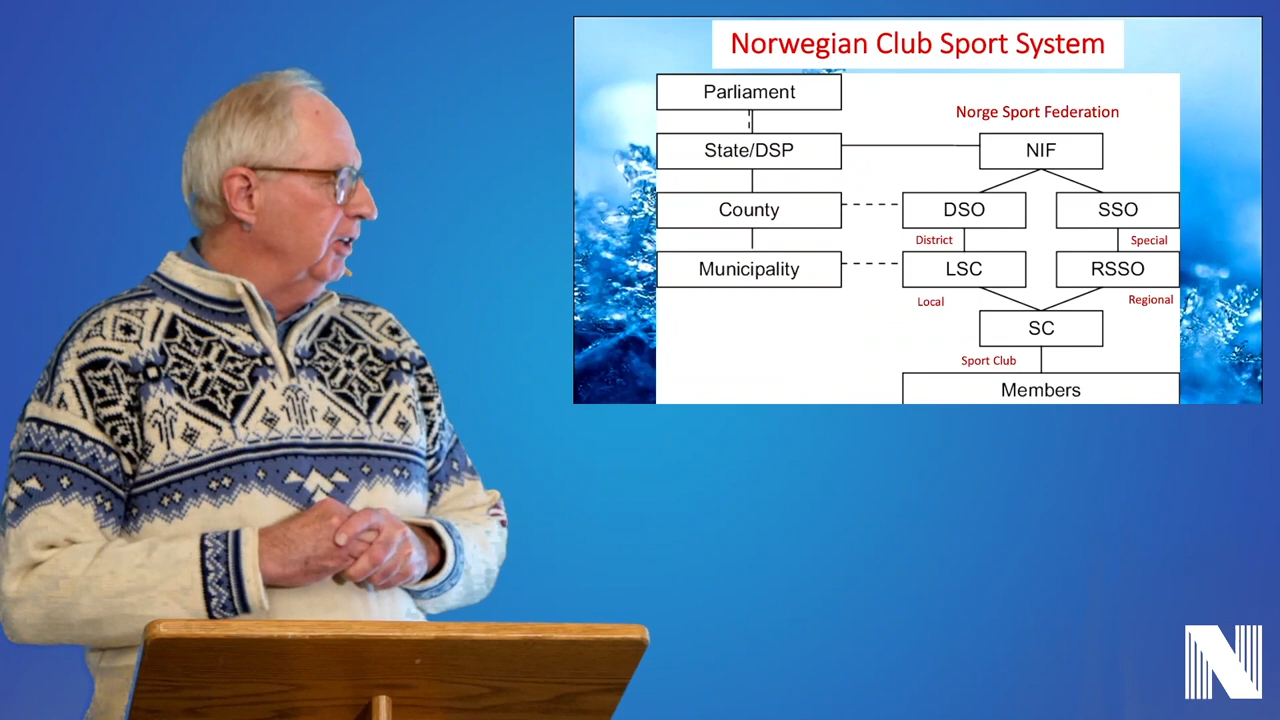 Norwegian Club Sport System
Parliament
Norge Sport Federation
State/DSP
NIF
County
DSO
SSO
District
Special
Municipality
LSC
RSSO
Local
Regional
SC
Sport Club
Members
N